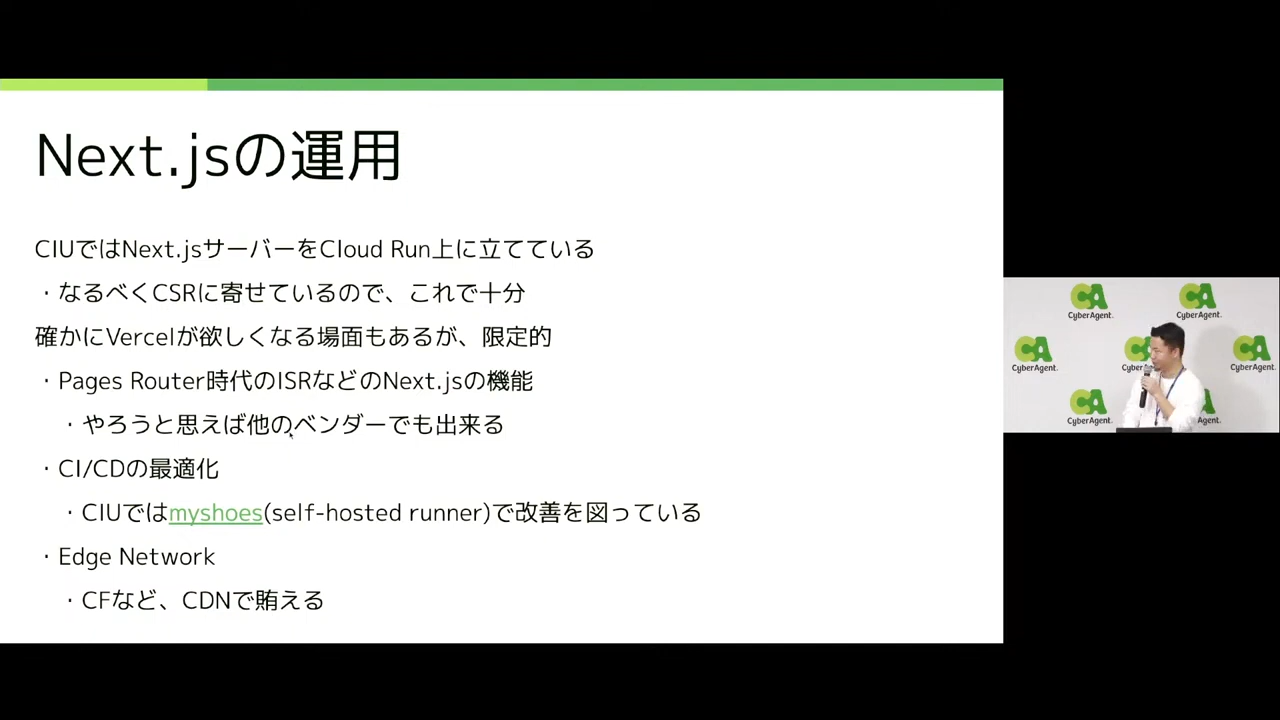 Next.jsの運用
CIUではNext.jsサーバーをCloud Run上に立てている
・なるべくCSRに寄せているので、これで十分
確かにVercelが欲しくなる場面もあるが、限定的
・Pages Router時代のISRなどのNext.jsの機能
・やろうと思えば他のベンダーでも出来る
・CI/CDの最適化
・CIUではmyshoes(self-hosted runner)で改善を図っている
・Edge Network
・CFなど、CDNで賄える
CA CyberAgent.
CA CyberAgent.
CA CyberAgent.
CA CyberAgent.
CA CyberAgent.